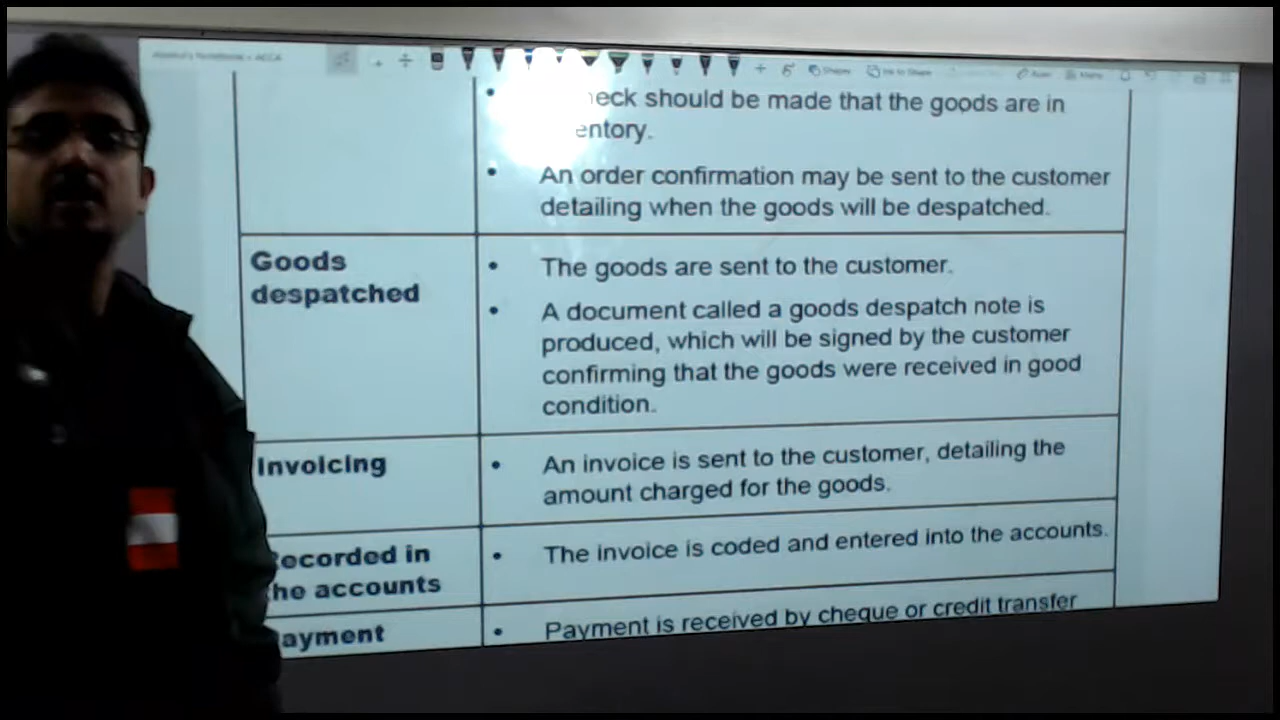 heck should be made that the goods are in
entory.
• An order confirmation may be sent to the customer
detailing when the goods will be despatched.
Goods
despatched
• The goods are sent to the customer.
• A document called a goods despatch note is
produced, which will be signed by the customer
confirming that the goods were received in good
condition.
Invoicing
• An invoice is sent to the customer, detailing the
amount charged for the goods.
ecorded in
he accounts
• The invoice is coded and entered into the accounts.
ayment
• Payment is received by cheque or credit transfer